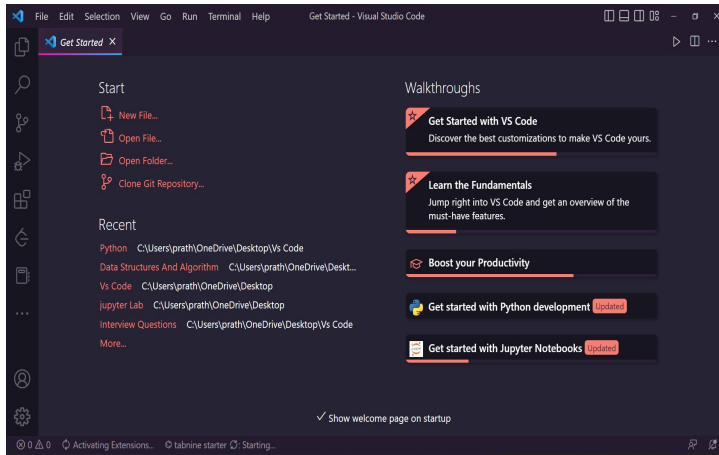 File Edit Selection View Go Run Terminal Help Get Started - Visual Studio Code
Get Started
Start
New File...
Open File...
Open Folder...
Clone Git Repository...
Recent
Python C:\Users\prath\OneDrive\Desktop\Vs Code
Data Structures And Algorithm C:\Users\prath\OneDrive\Deskt...
Vs Code C:\Users\prath\OneDrive\Desktop
jupyter Lab C:\Users\prath\OneDrive\Desktop
Interview Questions C:\Users\prath\OneDrive\Desktop\Vs Code
More...
Walkthroughs
Get Started with VS Code
Discover the best customizations to make VS Code yours.
Learn the Fundamentals
Jump right into VS Code and get an overview of the
must-have features.
Boost your Productivity
Get started with Python development Updated
Get started with Jupyter Notebooks Updated
Show welcome page on startup
0 0 Activating Extensions... tabnine starter : Starting...